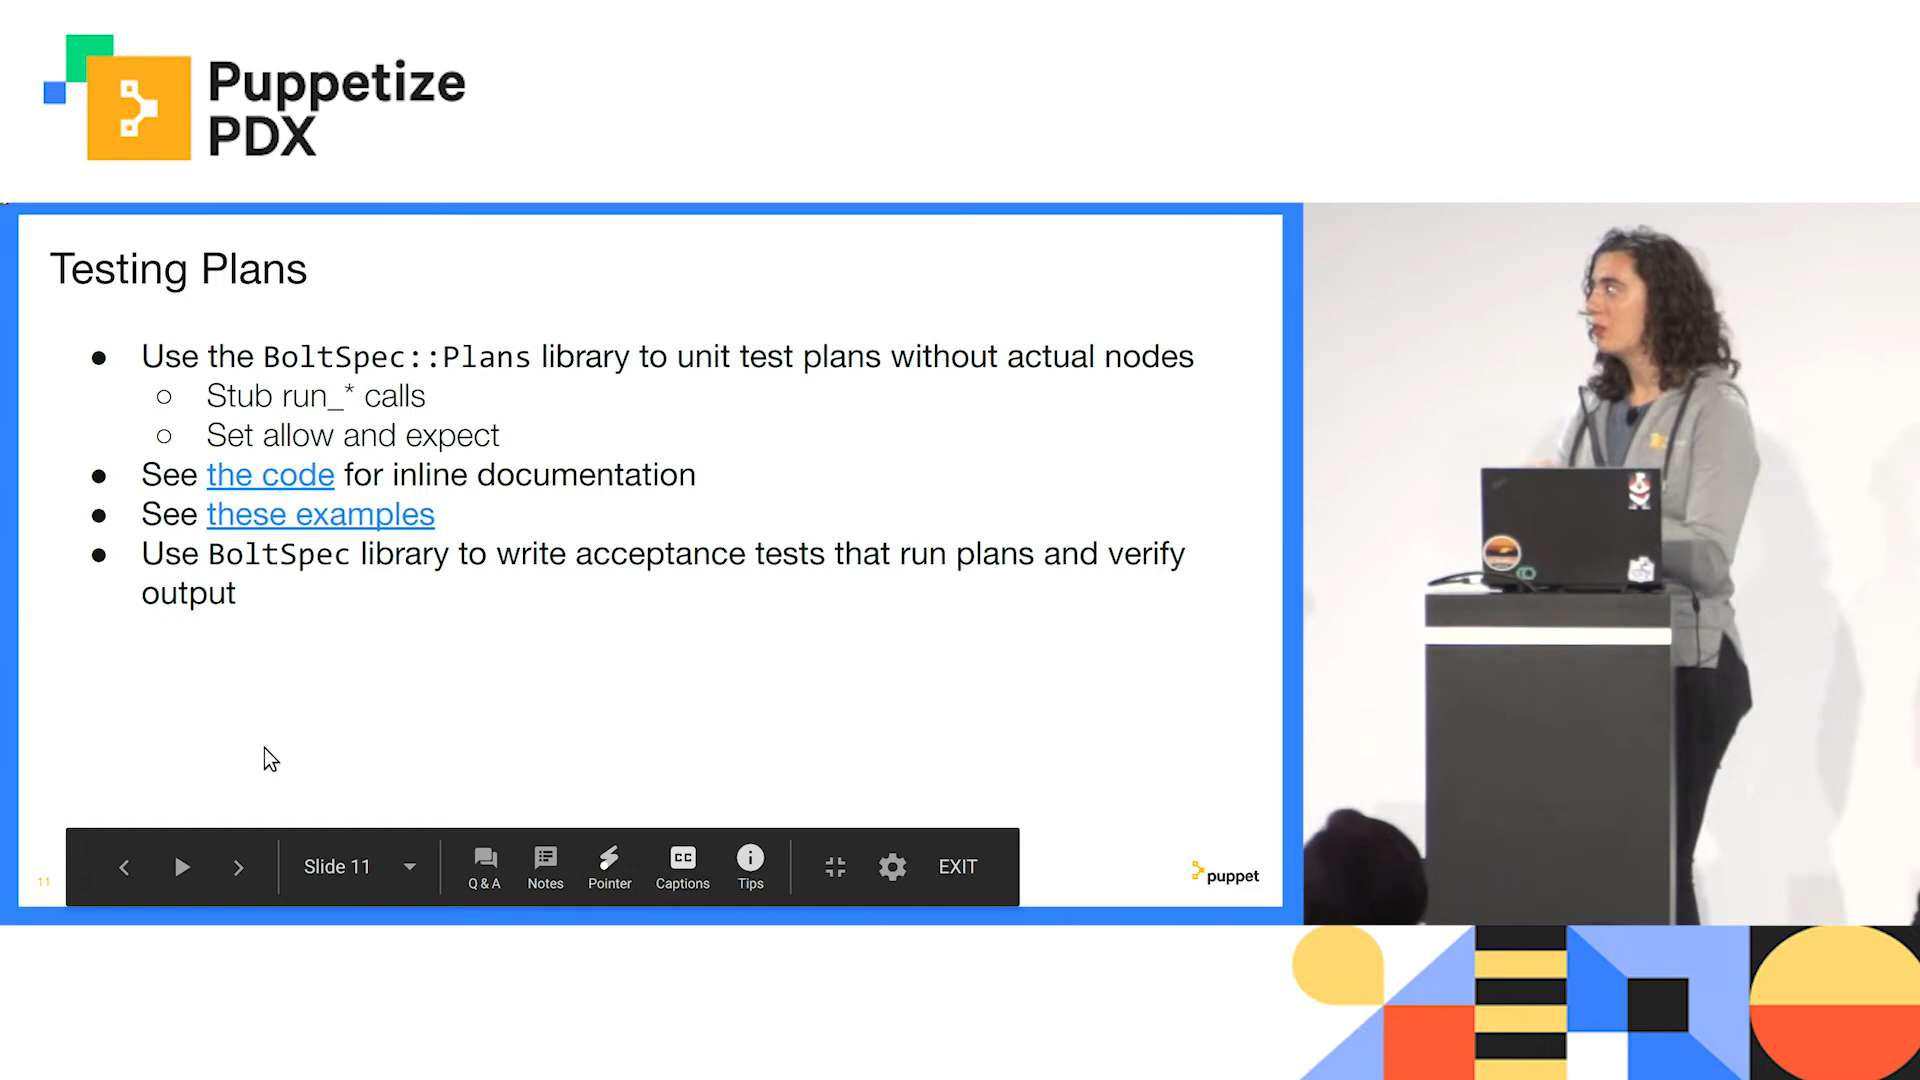 Puppetize
PDX
Testing Plans
● Use the BoltSpec::Plans library to unit test plans without actual nodes
○ Stub run_* calls
○ Set allow and expect
● See the code for inline documentation
● See these examples
● Use BoltSpec library to write acceptance tests that run plans and verify
output
Slide 11
Q & A
Notes
Pointer
CC
Captions
Tips
EXIT
11
puppet